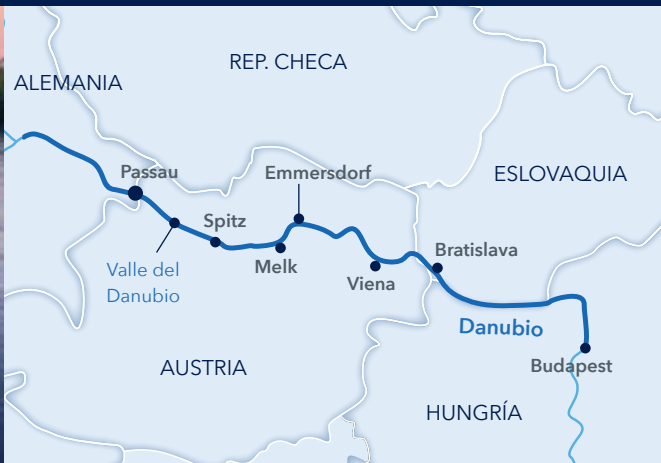 REP. CHECA
ALEMANIA
ESLOVAQUIA
Passau
Emmersdorf
Spitz
Bratislava
Valle del
Danubio
Melk
Viena
Danubio
AUSTRIA
Budapest
HUNGRÍA